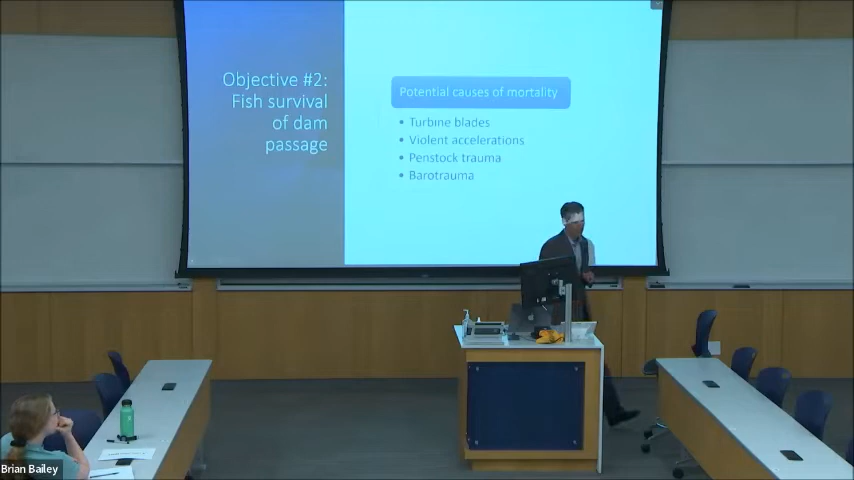 Objective #2:
Fish survival
of dam
passage
Potential causes of mortality
• Turbine blades
• Violent accelerations
• Penstock trauma
• Barotrauma
Brian Bailey